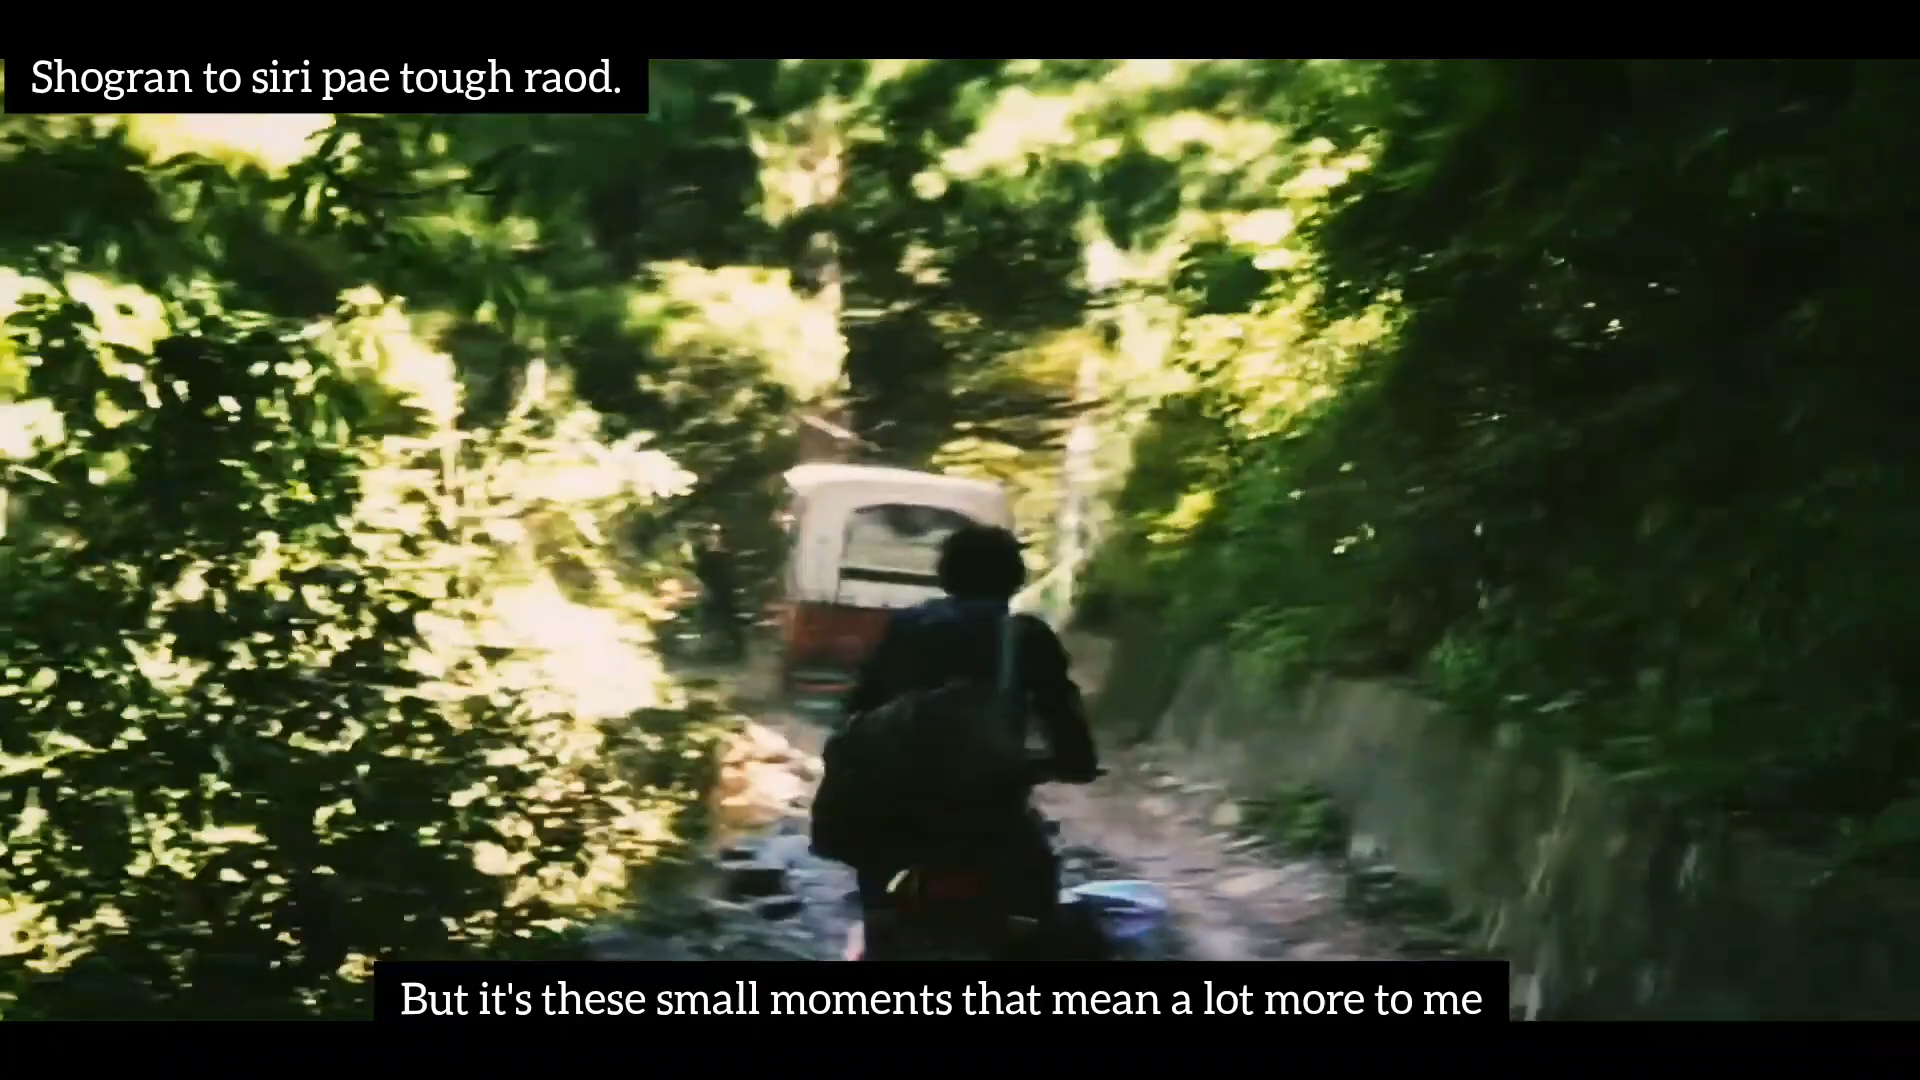 Shogran to siri pae tough raod.
But it's these small moments that mean a lot more to me